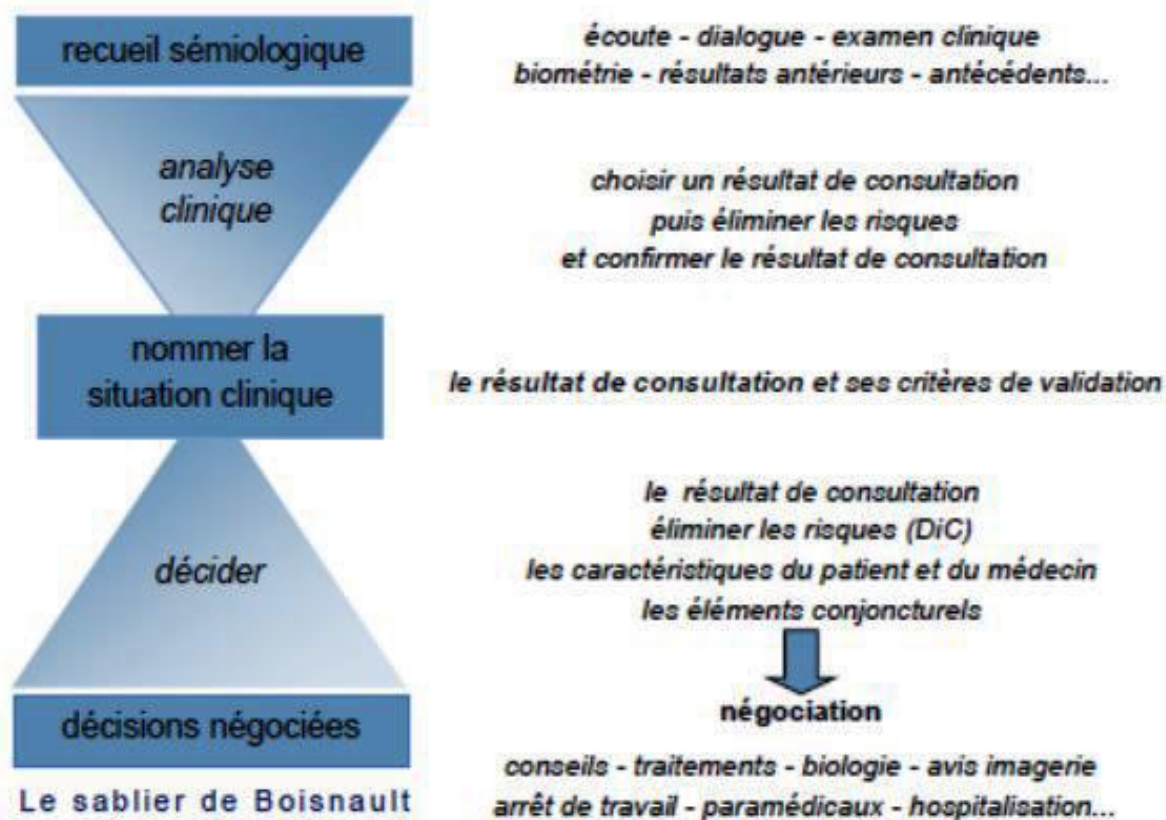 recueil sémiologique
écoute - dialogue - examen clinique
biométrie - résultats antérieurs - antécédents...
analyse
clinique
choisir un résultat de consultation
puis éliminer les risques
et confirmer le résultat de consultation
nommer la
situation clinique
le résultat de consultation et ses critères de validation
décider
le résultat de consultation
éliminer les risques (DiC)
les caractéristiques du patient et du médecin
les éléments conjoncturels
négociation
décisions négociées
conseils - traitements - biologie - avis imagerie
arrêt de travail - paramédicaux - hospitalisation...
Le sablier de Boisnault